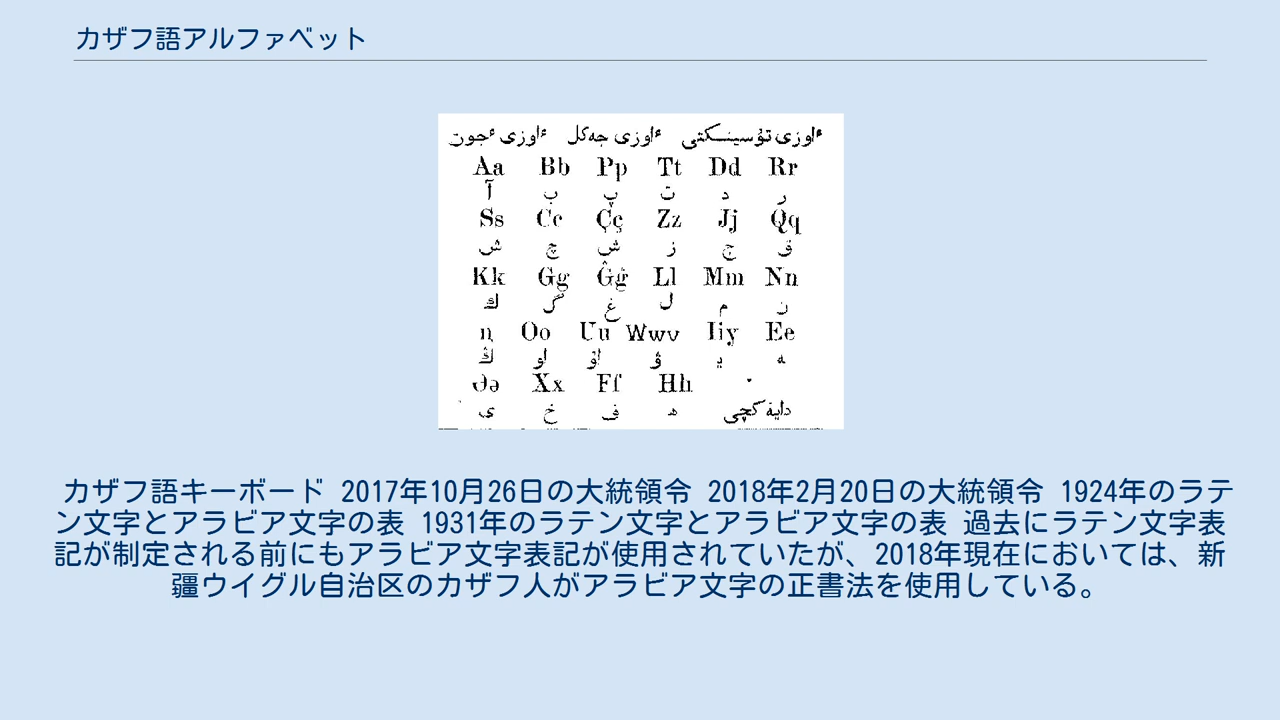 カザフ語アルファベット
ٴاوزى تٷسينىكتى ٴاوزى جەكل ٴاوزى ٴجون
Aa Bb Pp Tt Dd Rr
آ ب پ ت د ر
Ss Cc Çç Zz Jj Qq
ش چ ش ز ج ق
Kk Gg Ĝĝ Ll Mm Nn
ك گ غ ل م ن
ꞑ Oo Uu Wwv Iiy Ee
ڭ او ۇ ۋ ي ە
Əə Xx Ff Hh
ى خ ف ھ
カザフ語キーボード 2017年10月26日の大統領令 2018年2月20日の大統領令 1924年のラテ
ン文字とアラビア文字の表 1931年のラテン文字とアラビア文字の表 過去にラテン文字表
記が制定される前にもアラビア文字表記が使用されていたが、2018年現在においては、新
疆ウイグル自治区のカザフ人がアラビア文字の正書法を使用している。